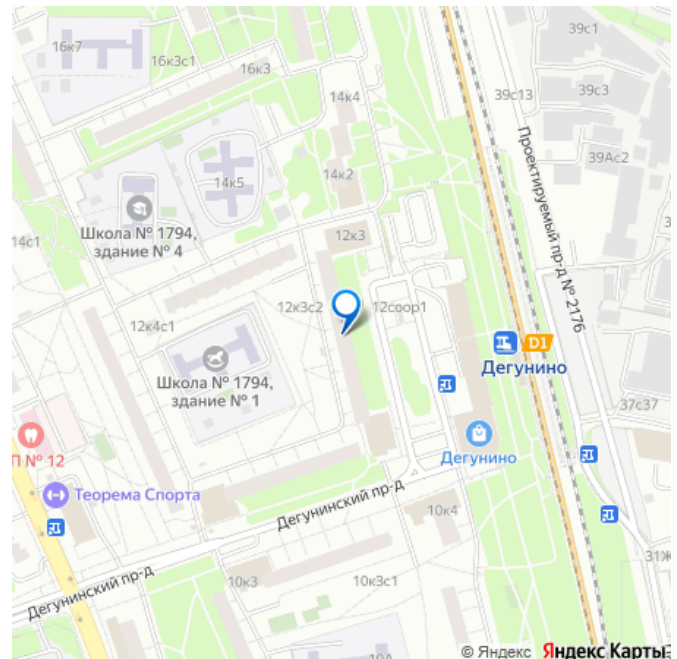 39с1
16к7
16к3с1
16к3
39с3
14к4
39с13
Проектируемый пр-д № 2176
39Ас2
14к2
14к5
Школа № 1794,
здание № 4
14с1
12к3
12к3с2
12соор1
12к4с1
D1
Дегунино
Школа № 1794,
здание № 1
37с37
П № 12
Дегунино
Теорема Спорта
Дегунинский пр-д
10к4
31Ж
Дегунинский пр-д
10к3
10к3с1
© Яндекс Яндекс Карты